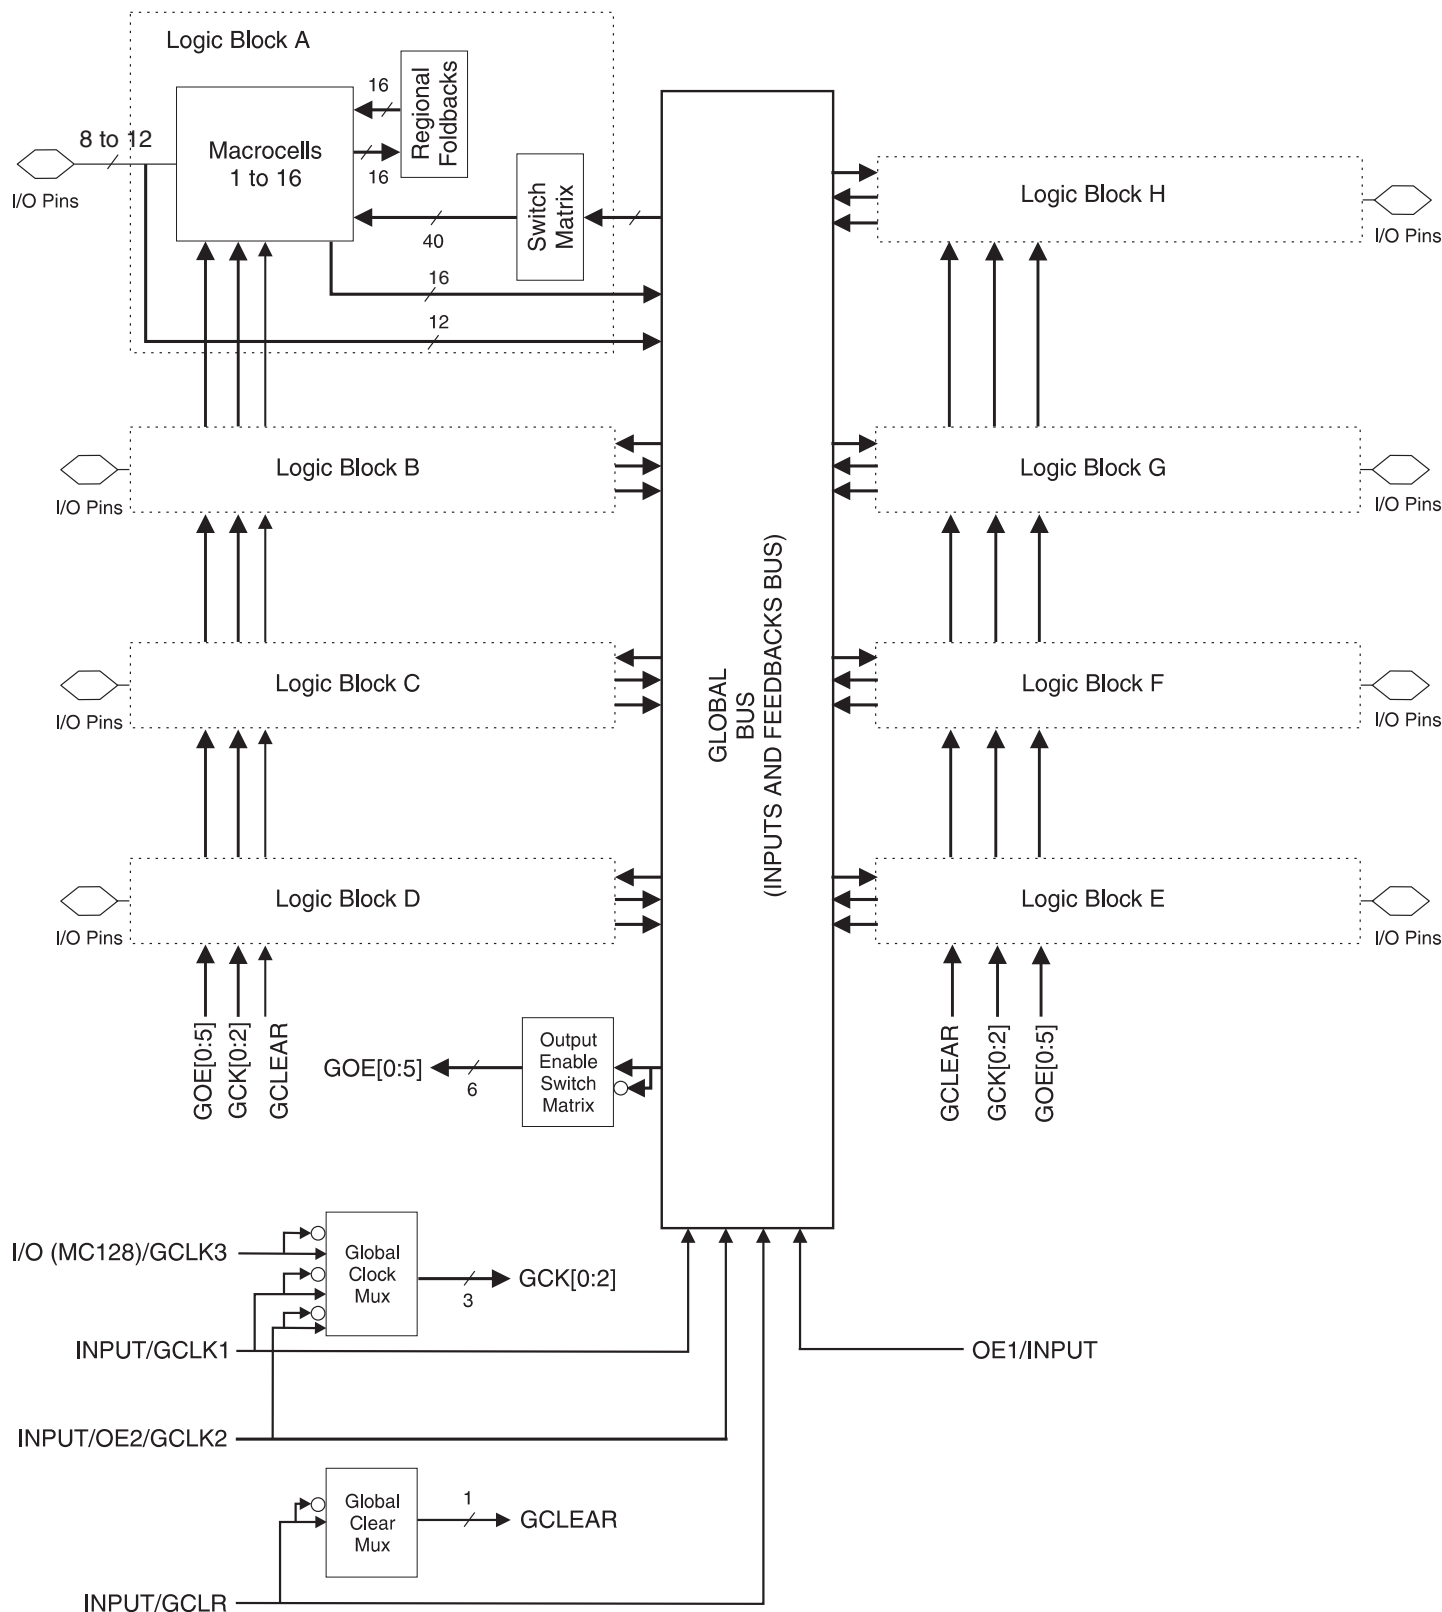 Logic Block A
Regional
Foldbacks
16
16
8 to 12
I/O Pins
Macrocells
1 to 16
Switch
Matrix
40
16
12
Logic Block H
I/O Pins
Logic Block B
I/O Pins
Logic Block G
I/O Pins
GLOBAL
BUS
(INPUTS AND FEEDBACKS BUS)
Logic Block C
I/O Pins
Logic Block F
I/O Pins
Logic Block D
I/O Pins
Logic Block E
I/O Pins
GOE[0:5]
GCK[0:2]
GCLEAR
GOE[0:5]
6
Output
Enable
Switch
Matrix
GCLEAR
GCK[0:2]
GOE[0:5]
I/O (MC128)/GCLK3
Global
Clock
Mux
3
GCK[0:2]
INPUT/GCLK1
OE1/INPUT
INPUT/OE2/GCLK2
Global
Clear
Mux
1
GCLEAR
INPUT/GCLR